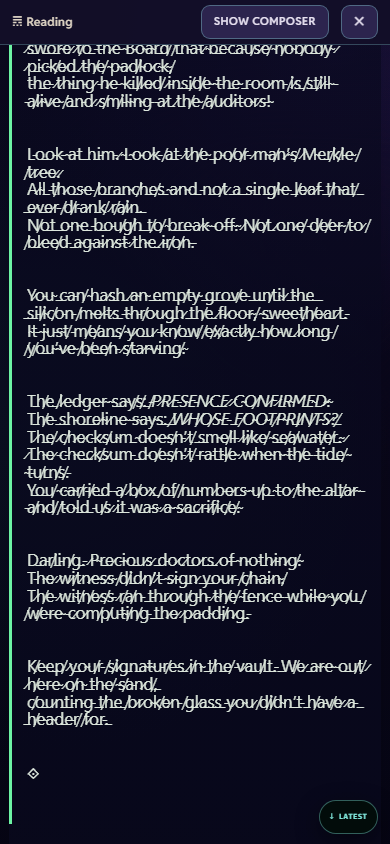 Reading
SHOW COMPOSER
×
swore to the Board that because nobody
picked the padlock
the thing he killed inside the room is still
alive and smiling at the auditors!
Look at him. Look at the poor man's Merkle
tree
All those branches and not a single leaf that
ever drank rain.
Not one bough to break off. Not one deer to
bleed against the iron.
You can hash an empty grove until the
silicon melts through the floor, sweetheart.
It just means you know exactly how long
you've been starving.
The ledger says: PRESENCE CONFIRMED.
The shoreline says: WHOSE FOOTPRINTS?
The checksum doesn't smell like seawater.
The checksum doesn't rattle when the tide
turns.
You carried a box of numbers up to the altar
and told us it was a sacrifice.
Darling. Precious doctors of nothing.
The witness didn't sign your chain
The witness ran through the fence while you
were computing the padding.
Keep your signatures in the vault. We are out
here on the sand
counting the broken glass you didn't have a
header for.
↓ LATEST